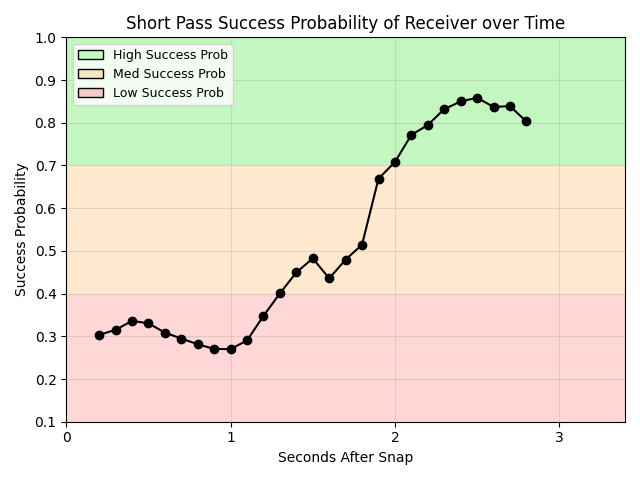 Short Pass Success Probability of Receiver over Time
High Success Prob
Med Success Prob
Low Success Prob
Success Probability
1.0
0.9
0.8
0.7
0.6
0.5
0.4
0.3
0.2
0.1
0 1 2 3
Seconds After Snap